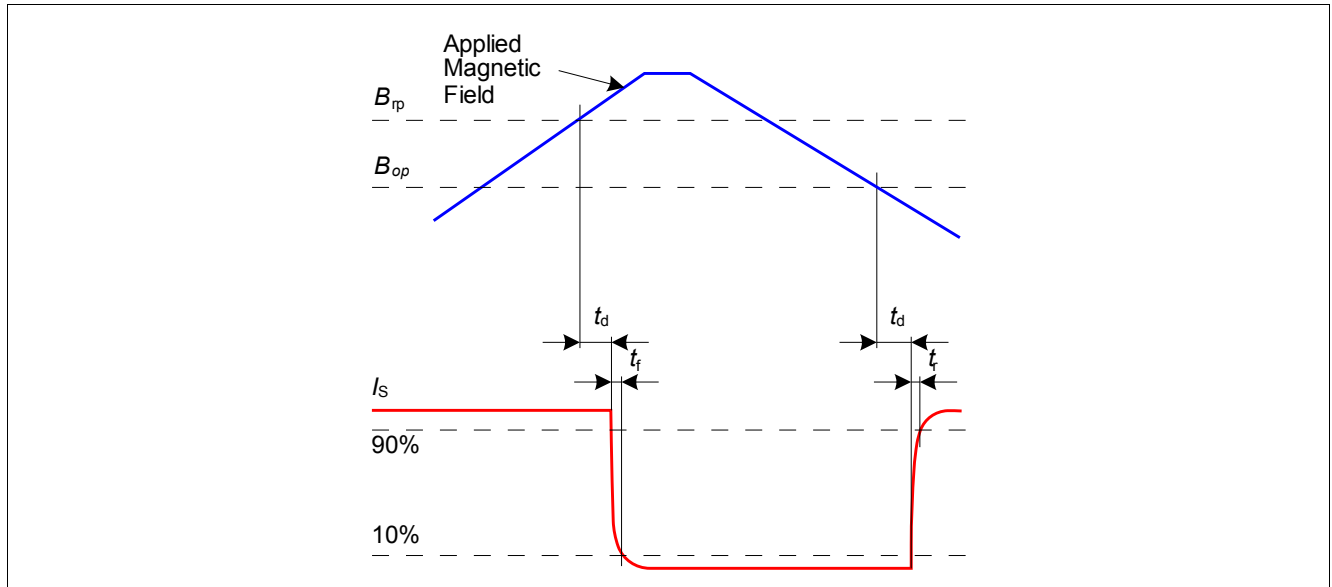 Applied
Magnetic
Field
Brp
Bop
td
td
tf
tr
IS
90%
10%